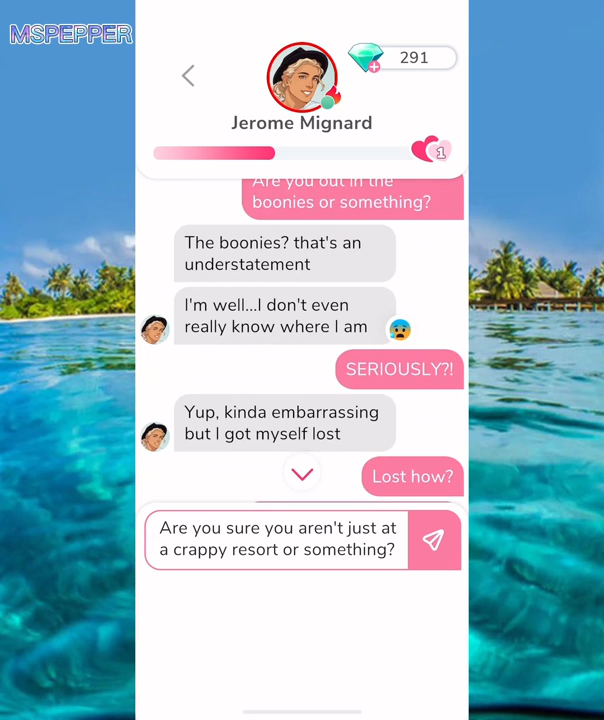 MSPEPPER
291
Jerome Mignard
1
Are you out in the
boonies or something?
The boonies? that's an
understatement
I'm well...I don't even
really know where I am
SERIOUSLY?!
Yup, kinda embarrassing
but I got myself lost
Lost how?
Are you sure you aren't just at
a crappy resort or something?